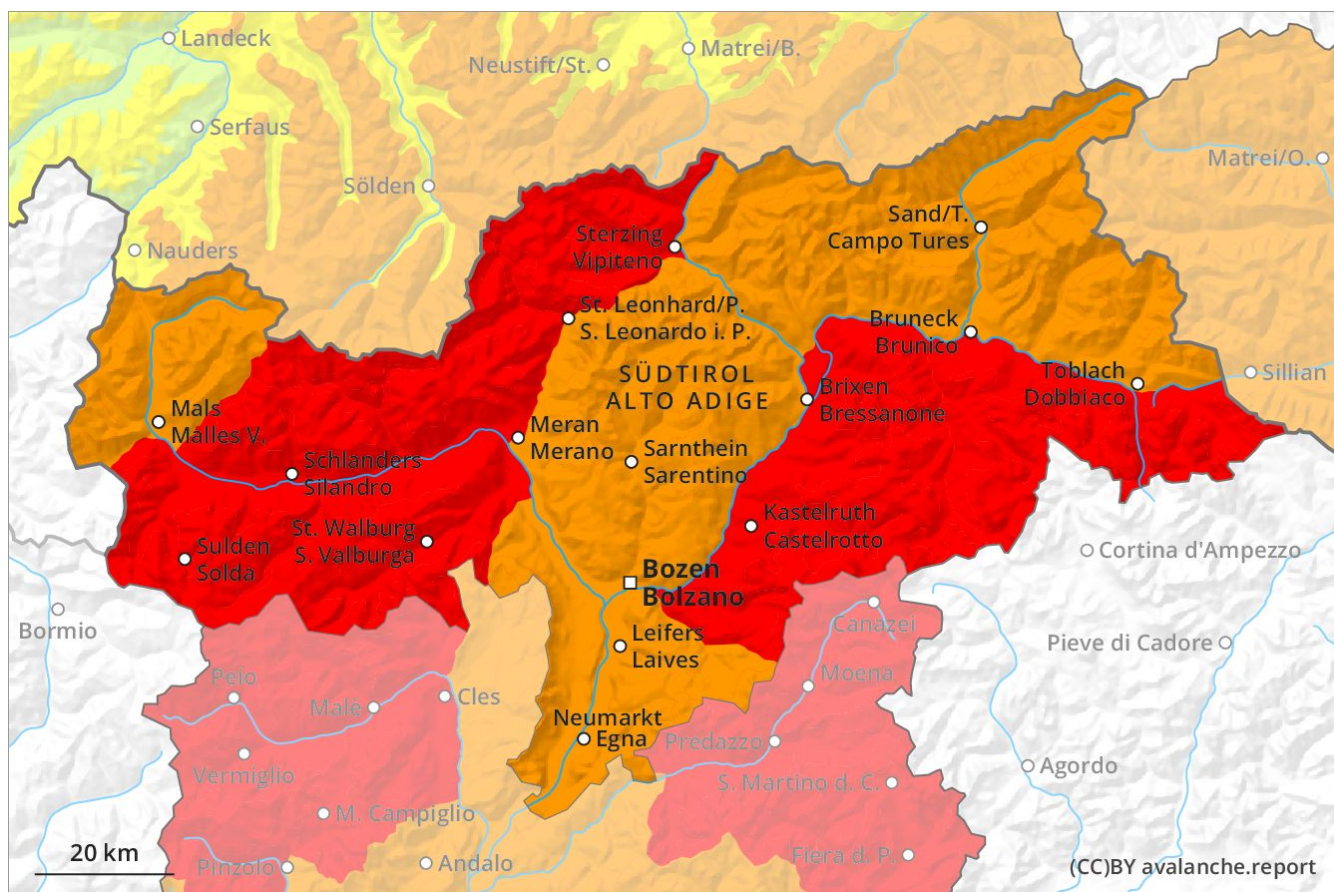 Landeck
Matrei/B.
Neustift/St.
Serfaus
Matrei/O.
Sölden
Sand/T.
Campo Tures
Sterzing
Vipiteno
Nauders
St. Leonhard/P.
S. Leonardo i. P.
Bruneck
Brunico
SÜDTIROL
ALTO ADIGE
Toblach
Dobbiaco
Sillian
Brixen
Bressanone
Mals
Málles V.
Meran
Merano
Sarnthein
Sarentino
Schlanders
Silandro
Kastelruth
Castelrotto
St. Walburg
S. Valburga
Sulden
Solda
Cortina d'Ampezzo
Bozen
Bolzano
Bormio
Leifers
Laives
Canazei
Pieve di Cadore
Peio
Malè
Cles
Moena
Neumarkt
Egna
Predazzo
Vermiglio
Agordo
S. Martino d. C.
M. Campiglio
20 km
Pinzolo
Andalo
Fiera d. P.
(CC)BY avalanche.report